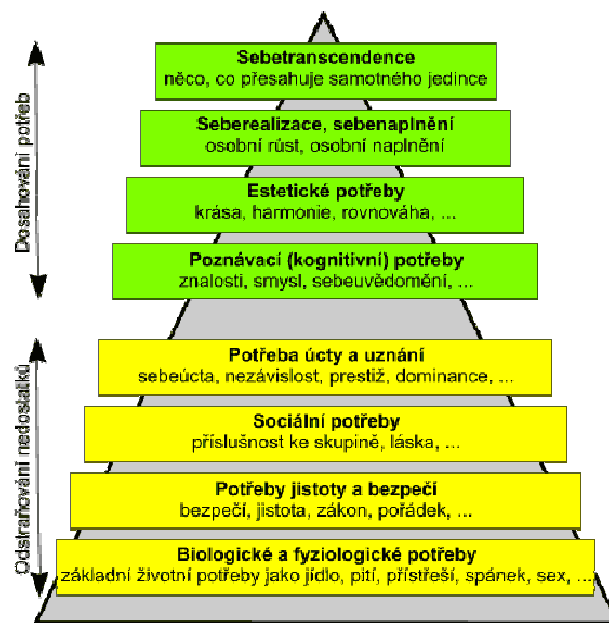 Sebetranscendence
něco, co přesahuje samotného jedince
Seberealizace, sebenaplnění
osobní růst, osobní naplnění
Estetické potřeby
krása, harmonie, rovnováha, ...
Poznávací (kognitivní) potřeby
znalosti, smysl, sebeuvědomění, ...
Dosahování potřeb
Potřeba úcty a uznání
sebeúcta, nezávislost, prestiž, dominance, ...
Sociální potřeby
příslušnost ke skupině, láska, ...
Potřeby jistoty a bezpečí
bezpečí, jistota, zákon, pořádek, ...
Biologické a fyziologické potřeby
základní životní potřeby jako jídlo, pití, přístřeší, spánek, sex, ...
Odstraňování nedostatků